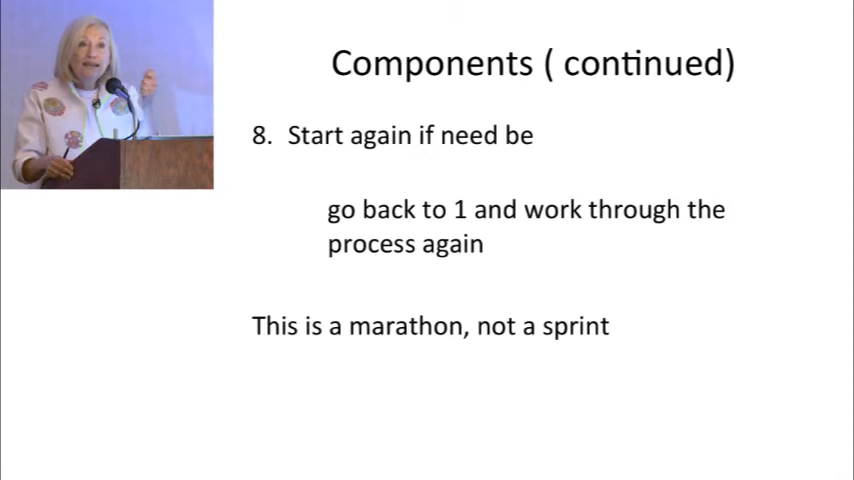 Components ( continued)
8. Start again if need be
go back to 1 and work through the
process again
This is a marathon, not a sprint